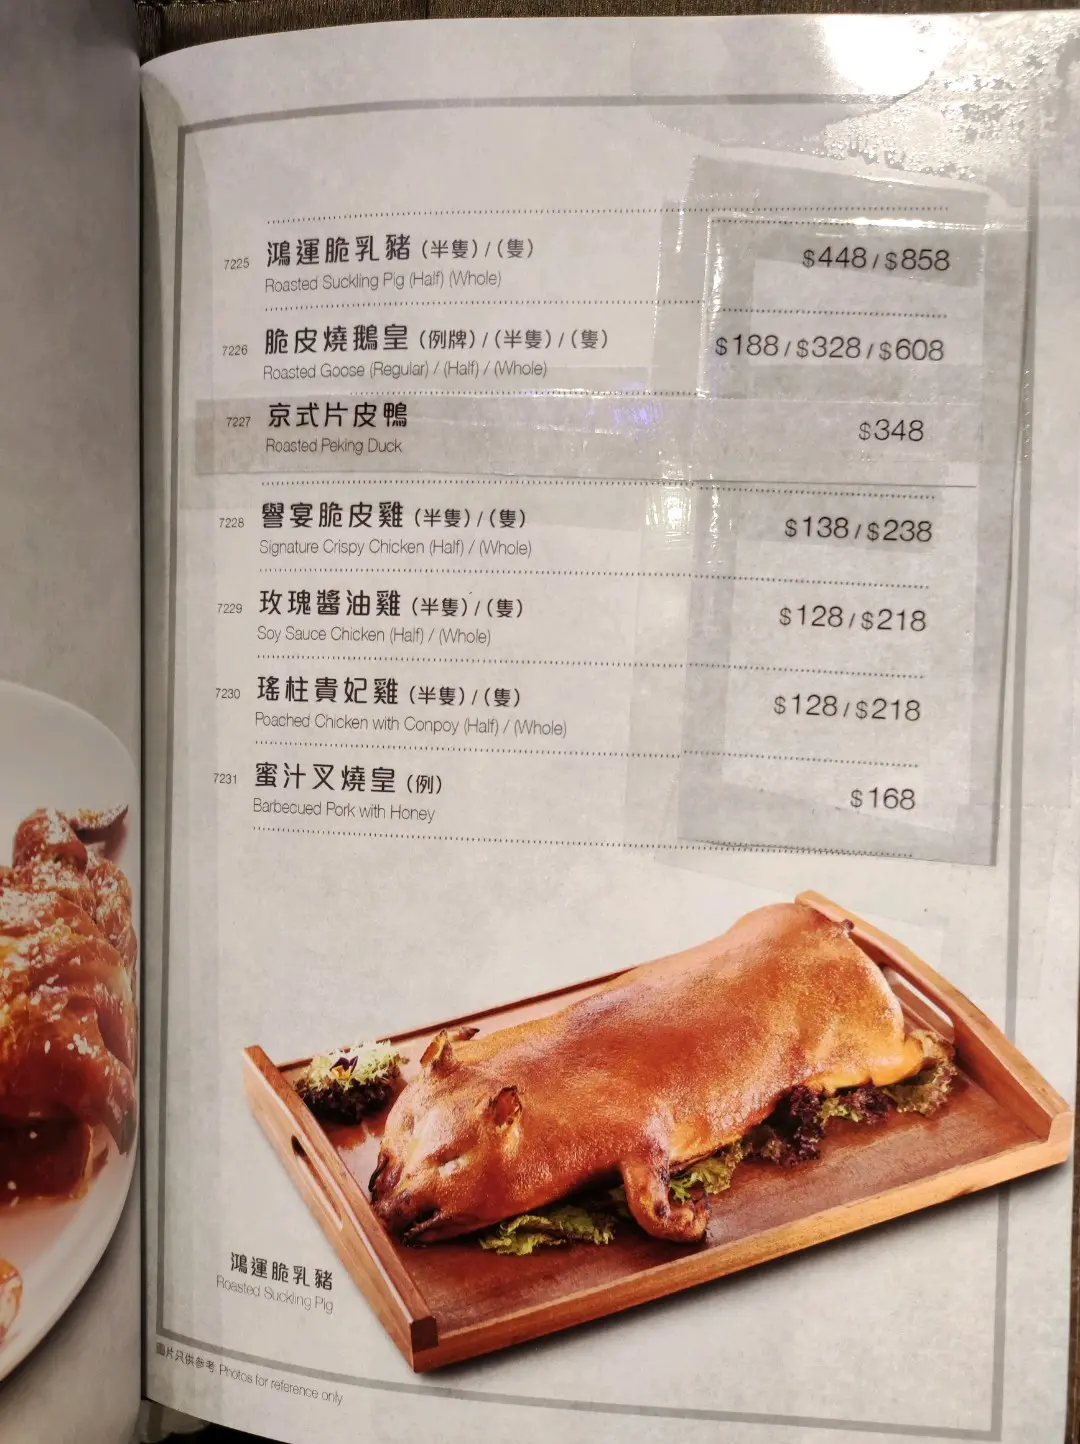 7225 鴻運脆乳豬 (半隻) / (隻) $448 / $858
Roasted Suckling Pig (Half) (Whole)
7226 脆皮燒鵝皇 (例牌) / (半隻) / (隻) $188 / $328 / $608
Roasted Goose (Regular) / (Half) / (Whole)
7227 京式片皮鴨 $348
Roasted Peking Duck
7228 譽宴脆皮雞 (半隻) / (隻) $138 / $238
Signature Crispy Chicken (Half) / (Whole)
7229 玫瑰醬油雞 (半隻) / (隻) $128 / $218
Soy Sauce Chicken (Half) / (Whole)
7230 瑤柱貴妃雞 (半隻) / (隻) $128 / $218
Poached Chicken with Conpoy (Half) / (Whole)
7231 蜜汁叉燒皇 (例) $168
Barbecued Pork with Honey
鴻運脆乳豬
Roasted Suckling Pig
圖片只供參考 Photos for reference only